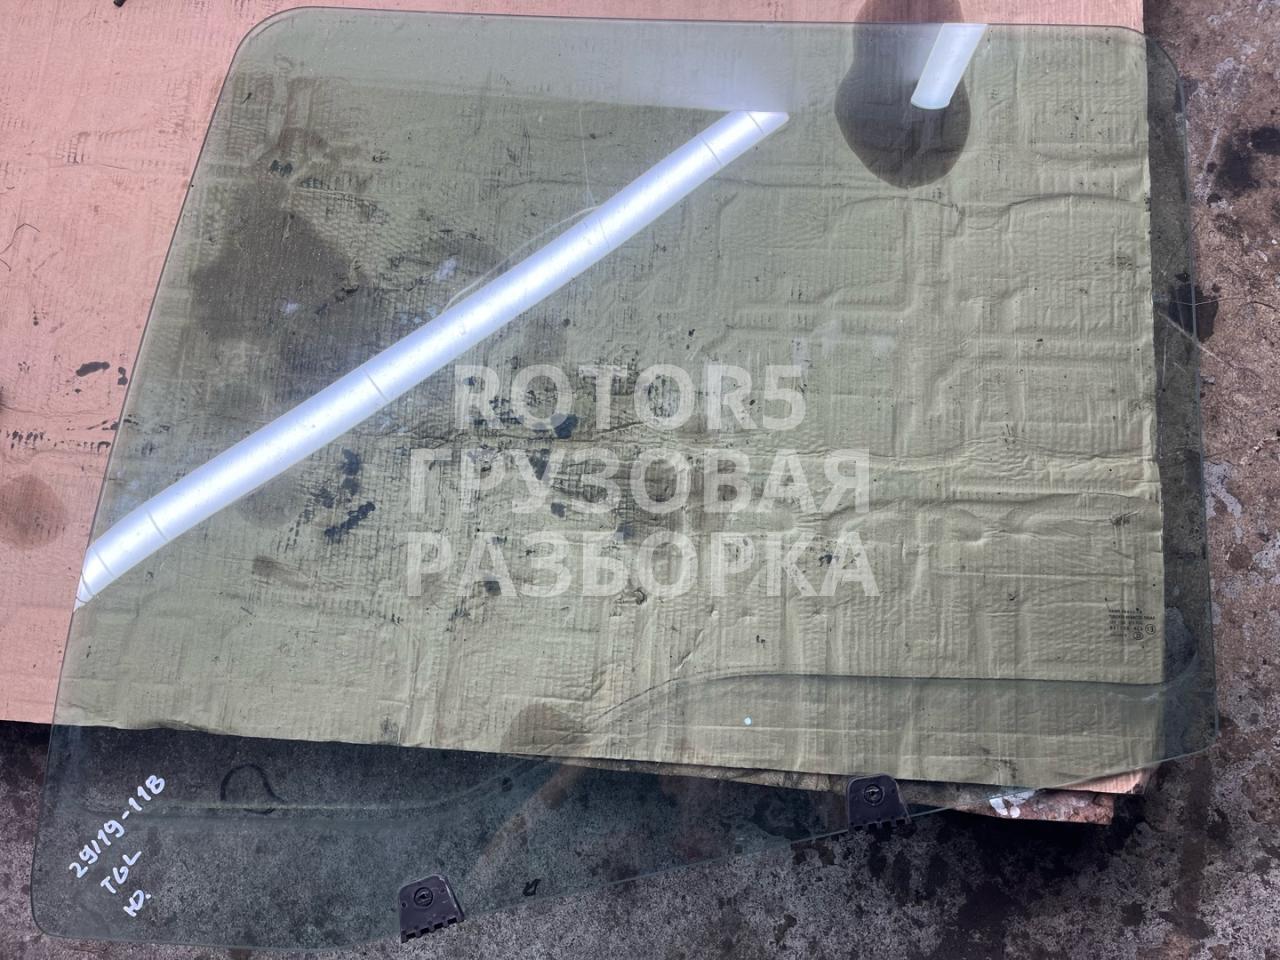 ROTOR5
ГРУЗОВАЯ
РАЗБОРКА
29/19-118
TGL
Ю.